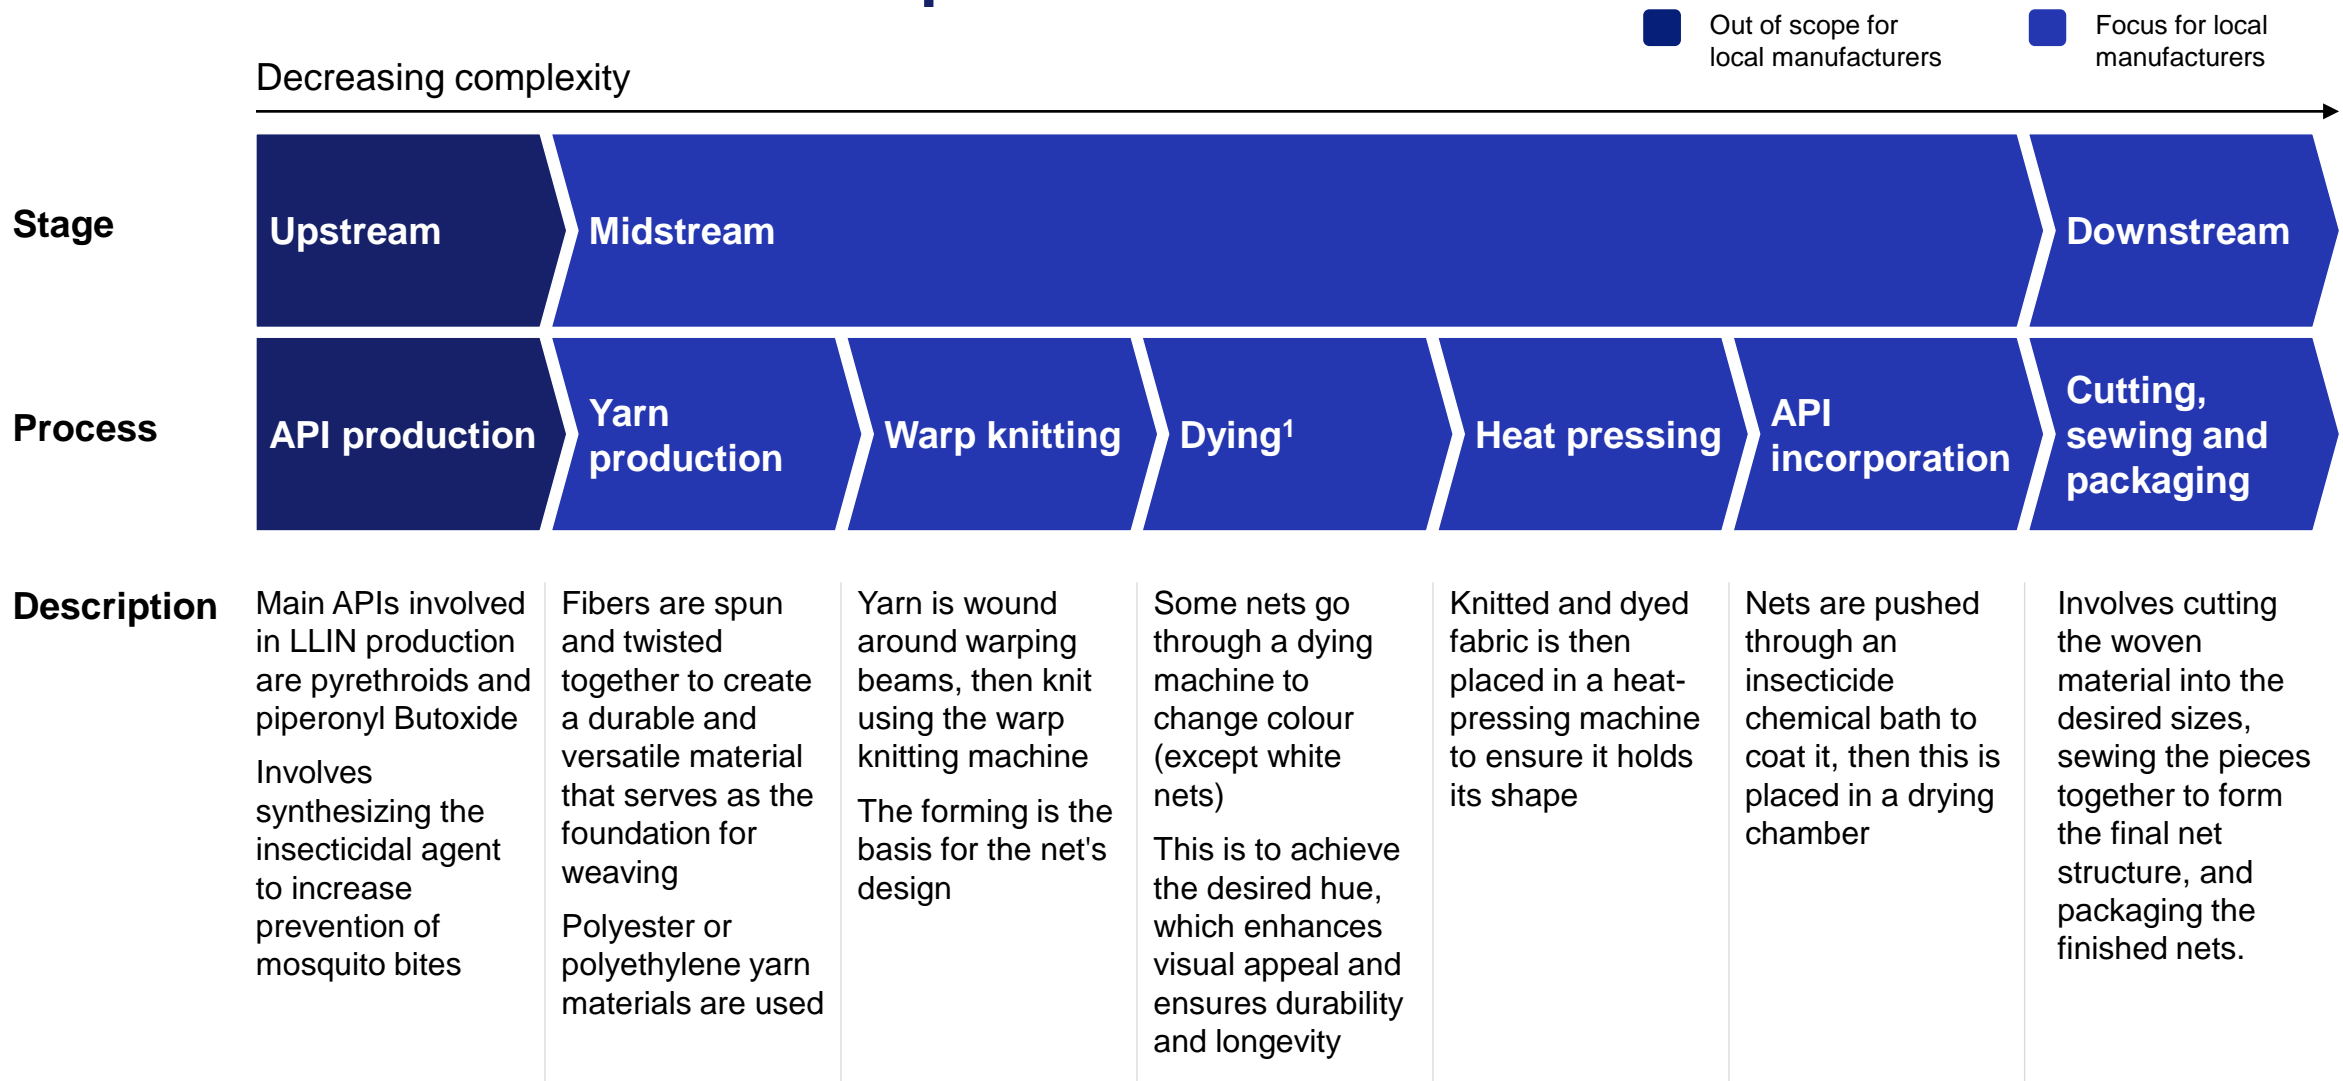 Out of scope for
local manufacturers
Focus for local
manufacturers
Decreasing complexity
Stage
Upstream
Midstream
Downstream
Process
API production
Yarn
production
Warp knitting
Dying¹
Heat pressing
API
incorporation
Cutting,
sewing and
packaging
Description
Main APIs involved
in LLIN production
are pyrethroids and
piperonyl Butoxide
Involves
synthesizing the
insecticidal agent
to increase
prevention of
mosquito bites
Fibers are spun
and twisted
together to create
a durable and
versatile material
that serves as the
foundation for
weaving
Polyester or
polyethylene yarn
materials are used
Yarn is wound
around warping
beams, then knit
using the warp
knitting machine
The forming is the
basis for the net's
design
Some nets go
through a dying
machine to
change colour
(except white
nets)
This is to achieve
the desired hue,
which enhances
visual appeal and
ensures durability
and longevity
Knitted and dyed
fabric is then
placed in a heat-
pressing machine
to ensure it holds
its shape
Nets are pushed
through an
insecticide
chemical bath to
coat it, then this is
placed in a drying
chamber
Involves cutting
the woven
material into the
desired sizes,
sewing the pieces
together to form
the final net
structure, and
packaging the
finished nets.